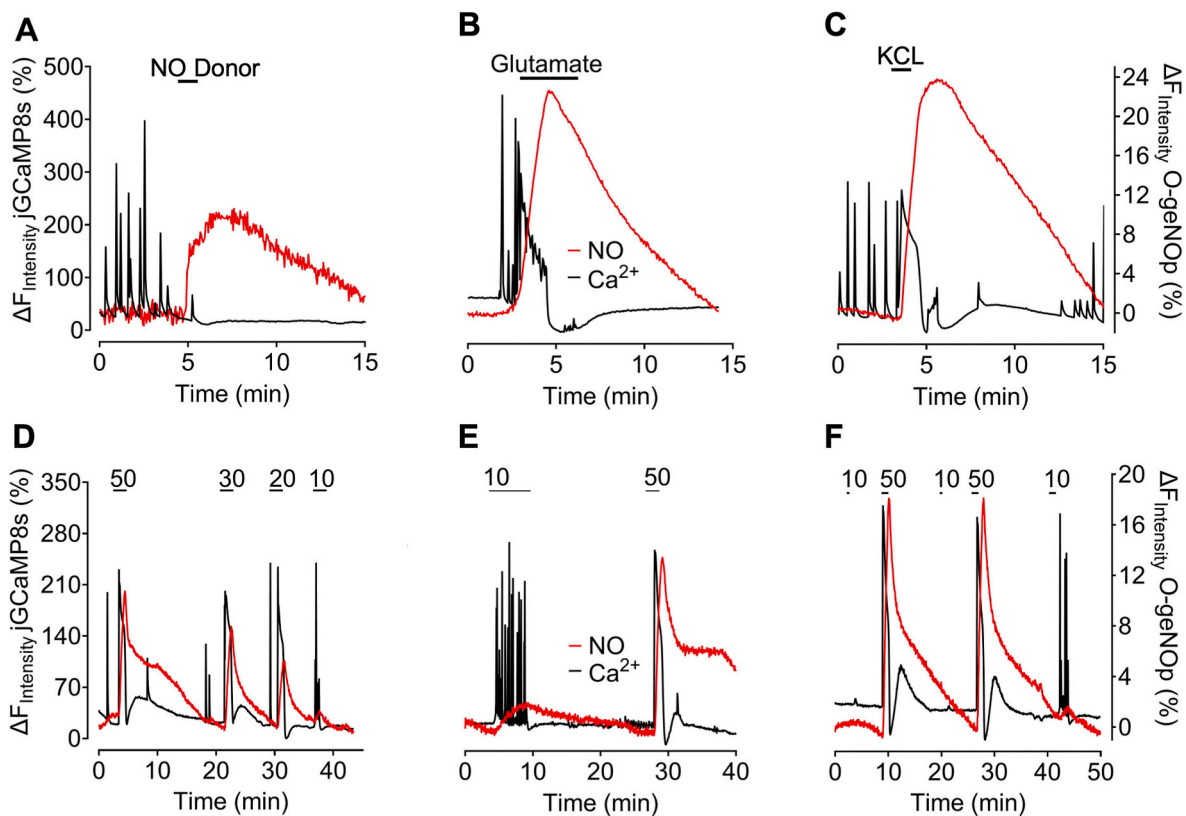 A
B
C
NO Donor
Glutamate
KCL
ΔF Intensity jGCaMP8s (%)
500
400
300
200
100
0
NO
Ca2+
24
20
16
12
8
4
0
ΔF Intensity O-geNOp (%)
0 5 10 15
0 5 10 15
0 5 10 15
Time (min)
Time (min)
Time (min)
D
E
F
50 30 20 10
10 50
10 50 10 50 10
ΔF Intensity jGCaMP8s (%)
350
280
210
140
70
0
NO
Ca2+
20
16
12
8
4
0
ΔF Intensity O-geNOp (%)
0 10 20 30 40
0 10 20 30 40
0 10 20 30 40 50
Time (min)
Time (min)
Time (min)